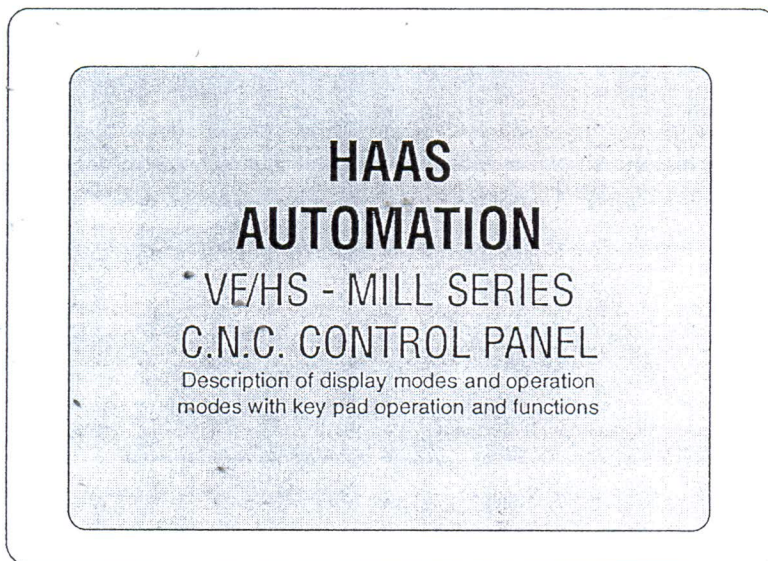 HAAS
AUTOMATION
VF/HS - MILL SERIES
C.N.C. CONTROL PANEL
Description of display modes and operation
modes with key pad operation and functions